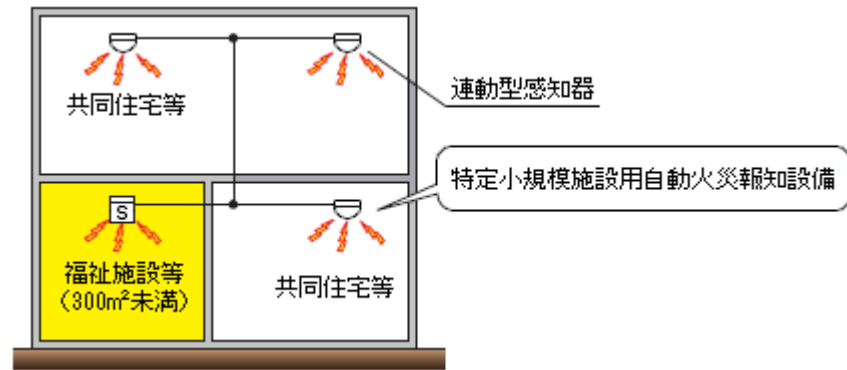 共同住宅等
連動型感知器
特定小規模施設用自動火災報知設備
S
福祉施設等
（300㎡未満）
共同住宅等